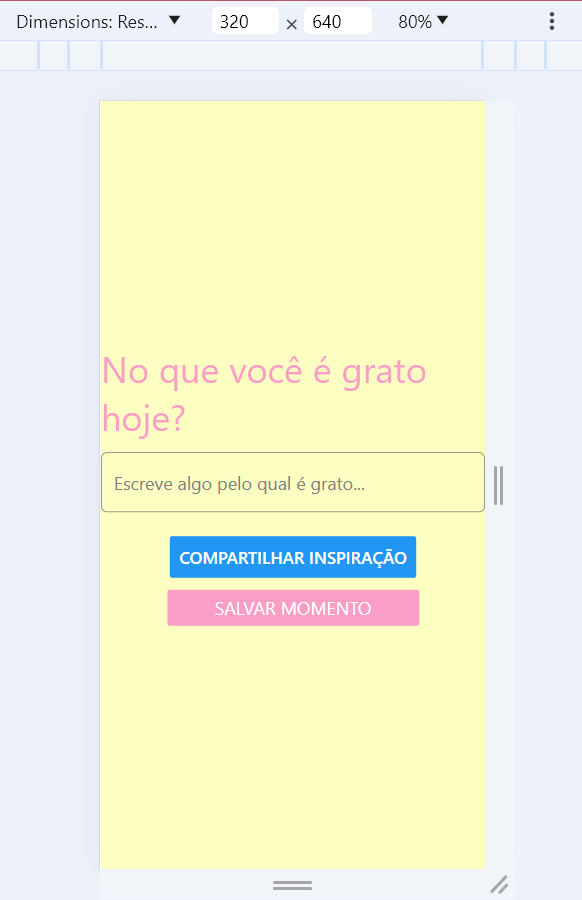 Dimensions: Res... 320 × 640 80%
No que você é grato
hoje?
Escreve algo pelo qual é grato...
COMPARTILHAR INSPIRAÇÃO
SALVAR MOMENTO